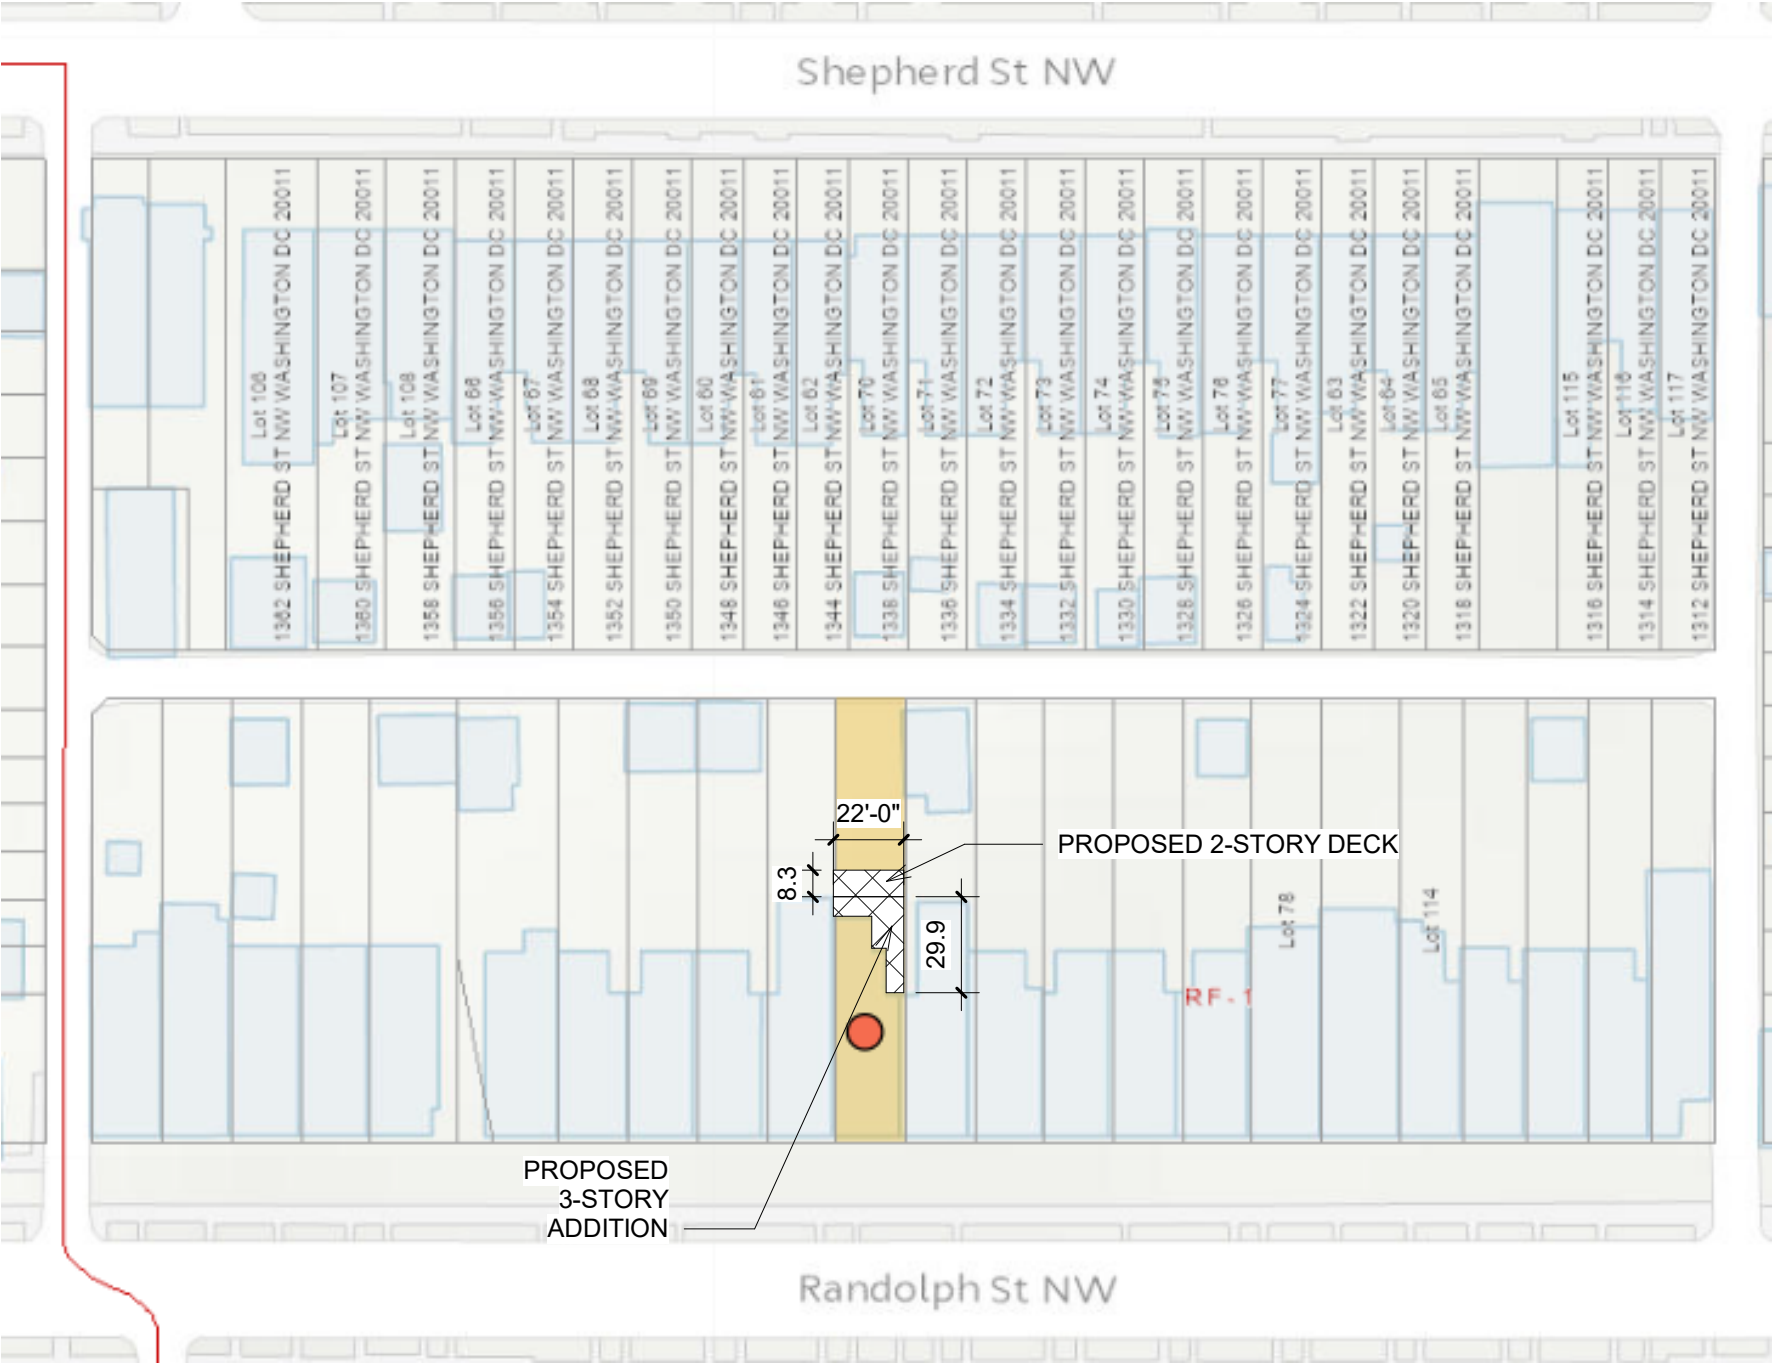 Shepherd St NW
Lot 106
1362 SHEPHERD ST NW WASHINGTON DC 20011
Lot 107
1360 SHEPHERD ST NW WASHINGTON DC 20011
Lot 108
1358 SHEPHERD ST NW WASHINGTON DC 20011
Lot 66
1356 SHEPHERD ST NW WASHINGTON DC 20011
Lot 67
1354 SHEPHERD ST NW WASHINGTON DC 20011
Lot 68
1352 SHEPHERD ST NW WASHINGTON DC 20011
Lot 69
1350 SHEPHERD ST NW WASHINGTON DC 20011
Lot 60
1348 SHEPHERD ST NW WASHINGTON DC 20011
Lot 61
1346 SHEPHERD ST NW WASHINGTON DC 20011
Lot 62
1344 SHEPHERD ST NW WASHINGTON DC 20011
Lot 70
1338 SHEPHERD ST NW WASHINGTON DC 20011
Lot 71
1336 SHEPHERD ST NW WASHINGTON DC 20011
Lot 72
1334 SHEPHERD ST NW WASHINGTON DC 20011
Lot 73
1332 SHEPHERD ST NW WASHINGTON DC 20011
Lot 74
1330 SHEPHERD ST NW WASHINGTON DC 20011
Lot 75
1328 SHEPHERD ST NW WASHINGTON DC 20011
Lot 76
1326 SHEPHERD ST NW WASHINGTON DC 20011
Lot 77
1324 SHEPHERD ST NW WASHINGTON DC 20011
Lot 63
1322 SHEPHERD ST NW WASHINGTON DC 20011
Lot 64
1320 SHEPHERD ST NW WASHINGTON DC 20011
Lot 65
1318 SHEPHERD ST NW WASHINGTON DC 20011
Lot 115
1316 SHEPHERD ST NW WASHINGTON DC 20011
Lot 116
1314 SHEPHERD ST NW WASHINGTON DC 20011
Lot 117
1312 SHEPHERD ST NW WASHINGTON DC 20011
22'-0"
PROPOSED 2-STORY DECK
8.3
29.9
Lot 78
Lot 114
RF-1
PROPOSED
3-STORY
ADDITION
Randolph St NW